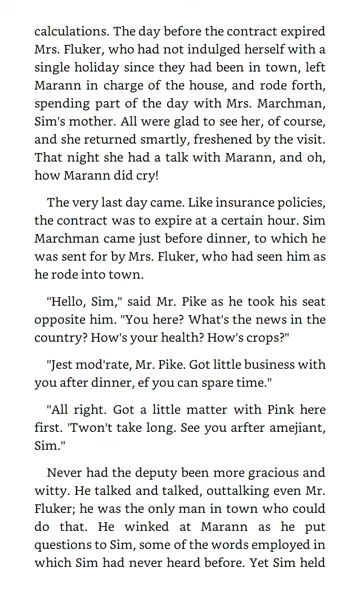 calculations. The day before the contract expired
Mrs. Fluker, who had not indulged herself with a
single holiday since they had been in town, left
Marann in charge of the house, and rode forth,
spending part of the day with Mrs. Marchman,
Sim's mother. All were glad to see her, of course,
and she returned smartly, freshened by the visit.
That night she had a talk with Marann, and oh,
how Marann did cry!
The very last day came. Like insurance policies,
the contract was to expire at a certain hour. Sim
Marchman came just before dinner, to which he
was sent for by Mrs. Fluker, who had seen him as
he rode into town.
"Hello, Sim," said Mr. Pike as he took his seat
opposite him. "You here? What's the news in the
country? How's your health? How's crops?"
"Jest mod'rate, Mr. Pike. Got little business with
you after dinner, ef you can spare time."
"All right. Got a little matter with Pink here
first. 'Twon't take long. See you arfter amejiant,
Sim."
Never had the deputy been more gracious and
witty. He talked and talked, outtalking even Mr.
Fluker; he was the only man in town who could
do that. He winked at Marann as he put
questions to Sim, some of the words employed in
which Sim had never heard before. Yet Sim held